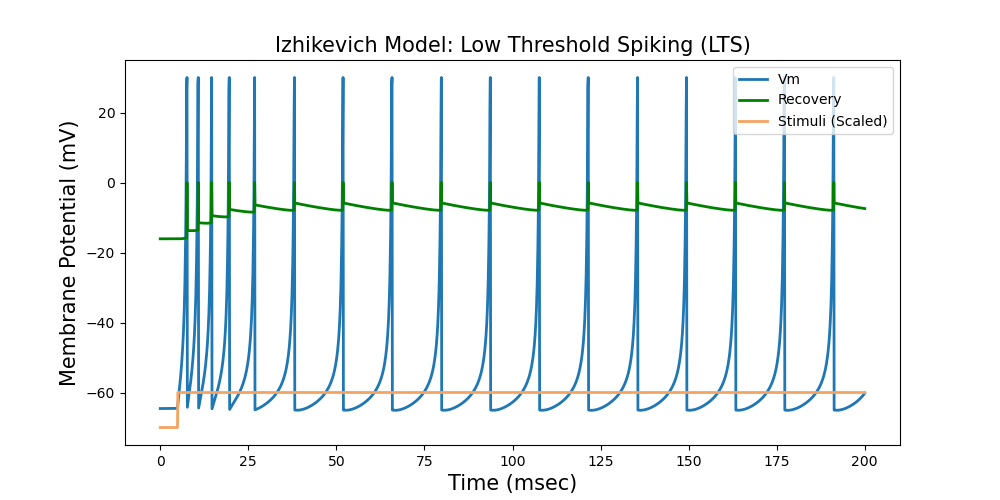 Izhikevich Model: Low Threshold Spiking (LTS)
Vm
Recovery
Stimuli (Scaled)
Membrane Potential (mV)
20
0
−20
−40
−60
0 25 50 75 100 125 150 175 200
Time (msec)